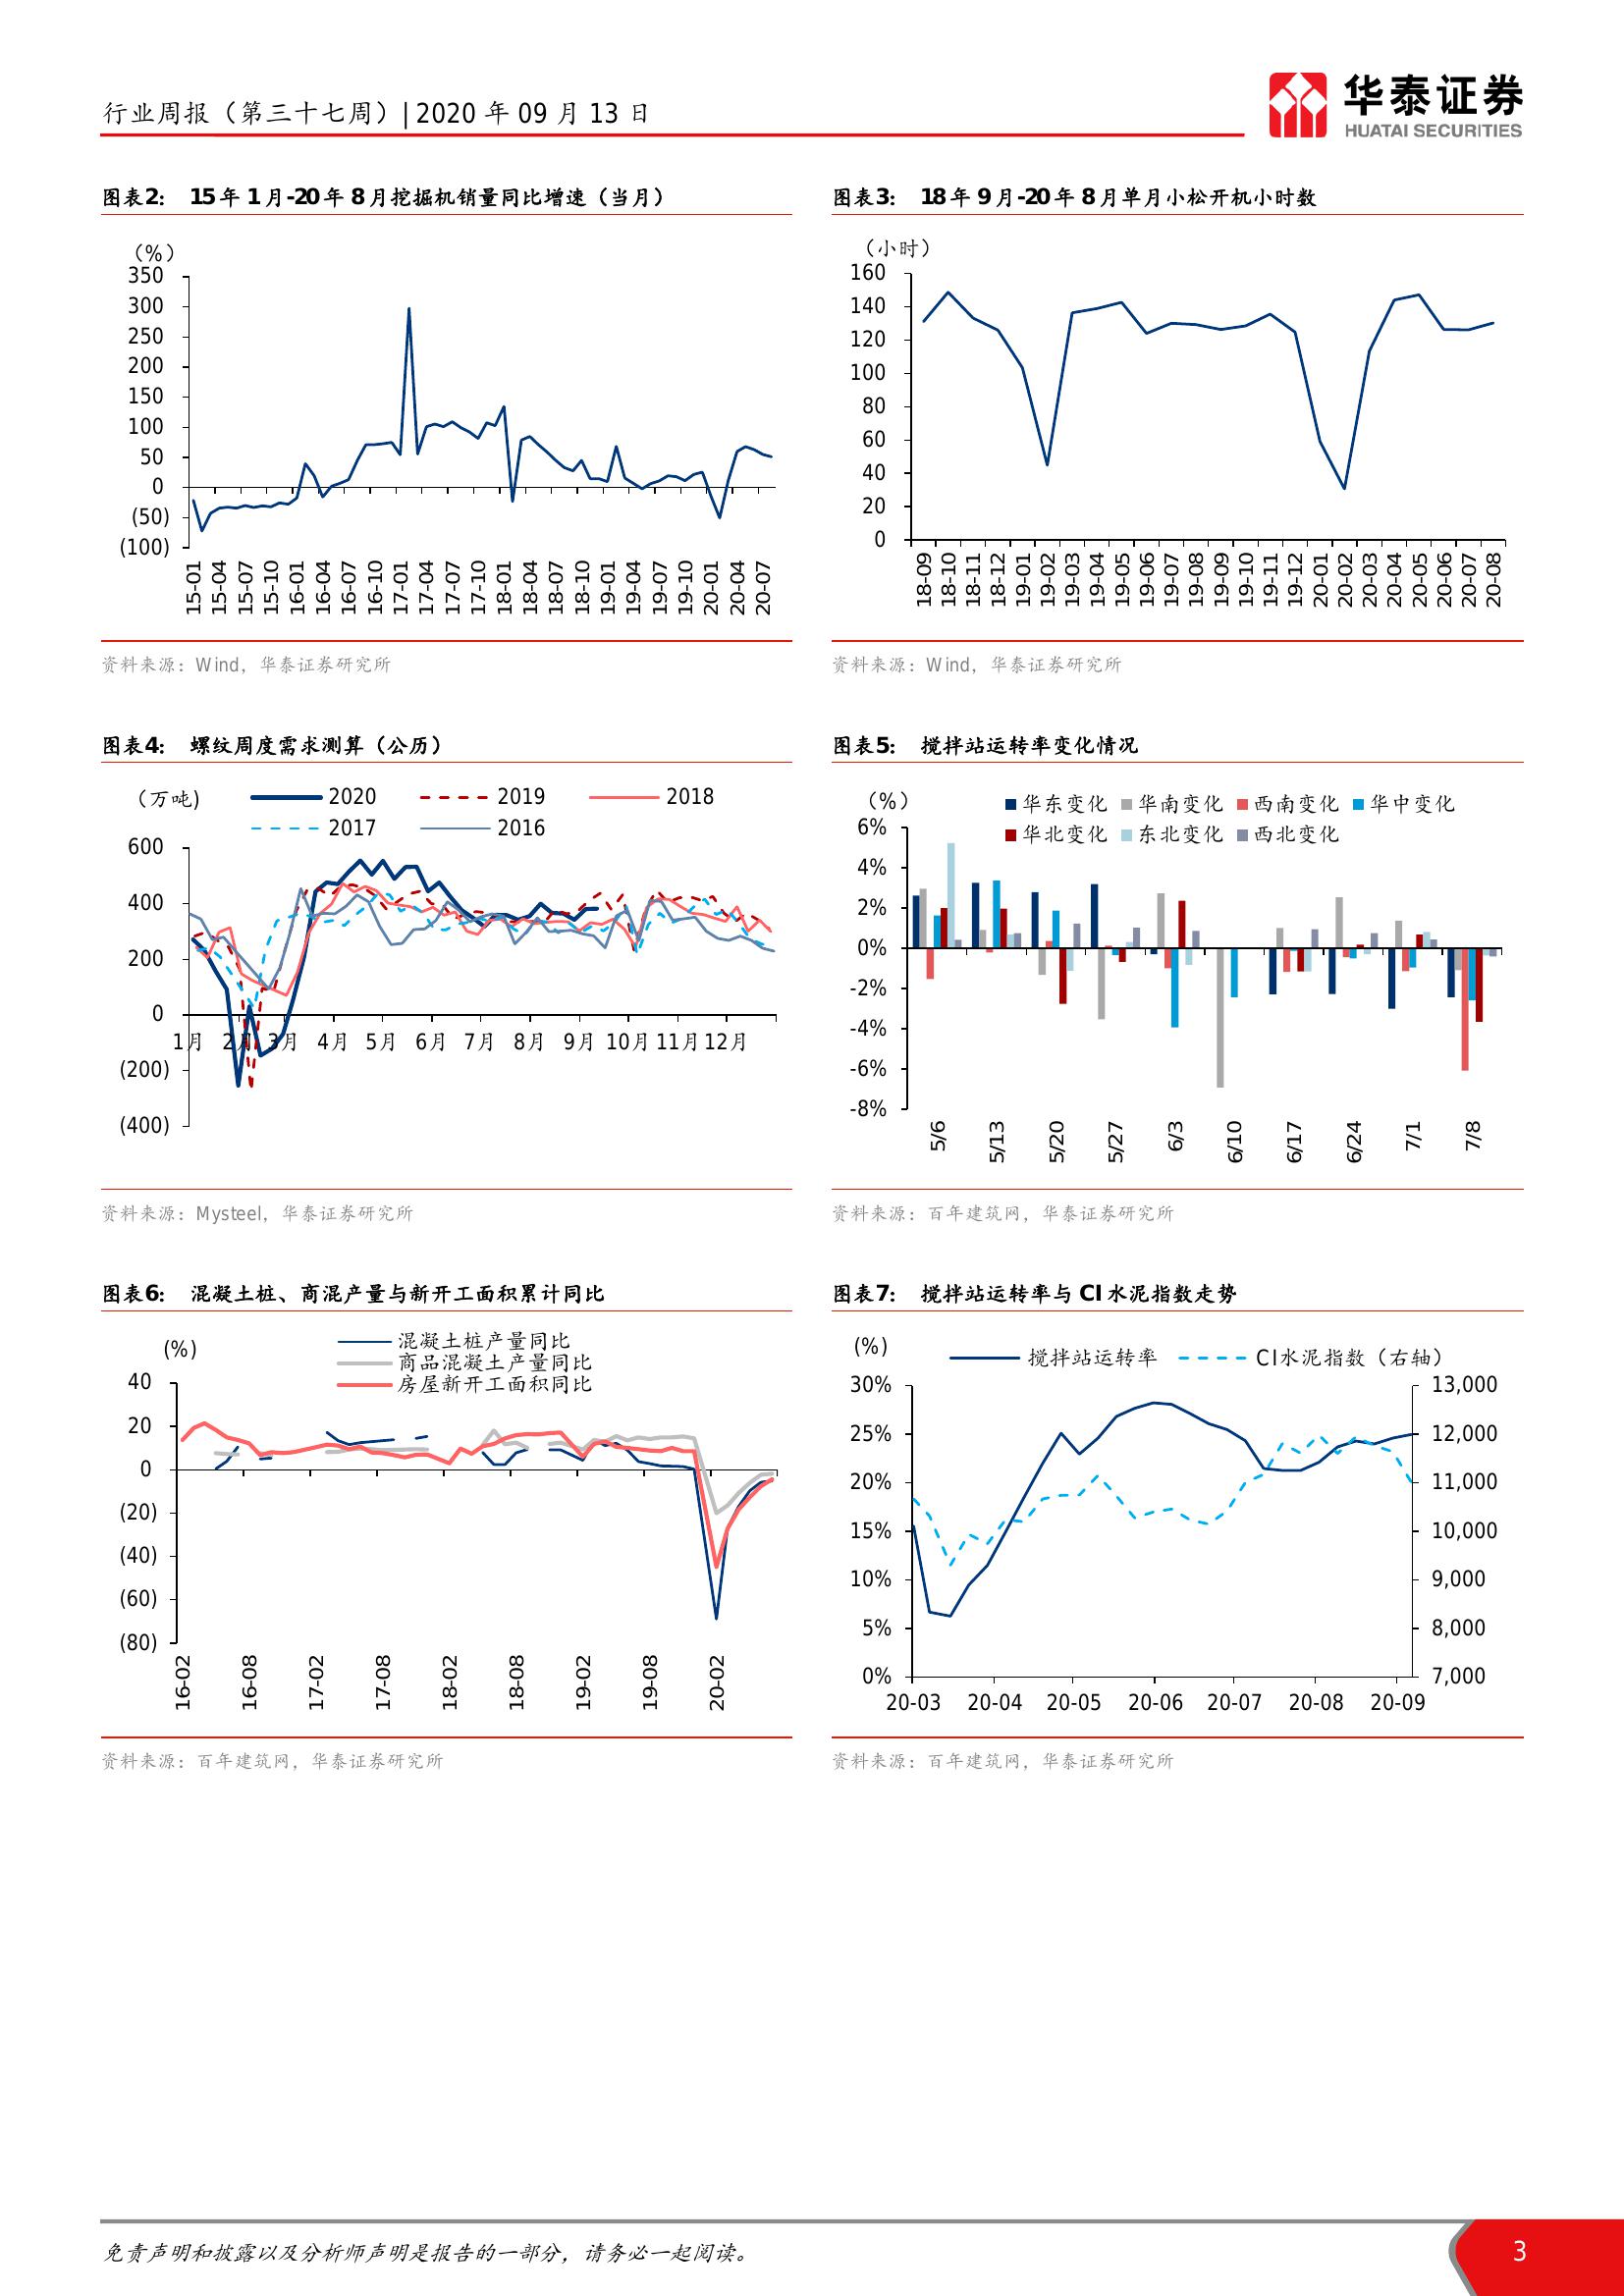 行业周报（第三十七周）| 2020 年 09 月 13 日
华泰证券
HUATAI SECURITIES
图表2： 15 年 1 月-20 年 8 月挖掘机销量同比增速（当月）
（%）
350
300
250
200
150
100
50
0
(50)
(100)
15-01 15-04 15-07 15-10 16-01 16-04 16-07 16-10 17-01 17-04 17-07 17-10 18-01 18-04 18-07 18-10 19-01 19-04 19-07 19-10 20-01 20-04 20-07
资料来源：Wind，华泰证券研究所
图表3： 18 年 9 月-20 年 8 月单月小松开机小时数
（小时）
160
140
120
100
80
60
40
20
0
18-09 18-10 18-11 18-12 19-01 19-02 19-03 19-04 19-05 19-06 19-07 19-08 19-09 19-10 19-11 19-12 20-01 20-02 20-03 20-04 20-05 20-06 20-07 20-08
资料来源：Wind，华泰证券研究所
图表4： 螺纹周度需求测算（公历）
（万吨）
2020 2019 2018
2017 2016
600
400
200
0
(200)
(400)
1月 2月 3月 4月 5月 6月 7月 8月 9月 10月 11月 12月
资料来源：Mysteel，华泰证券研究所
图表5： 搅拌站运转率变化情况
（%）
华东变化 华南变化 西南变化 华中变化
华北变化 东北变化 西北变化
6%
4%
2%
0%
-2%
-4%
-6%
-8%
5/6 5/13 5/20 5/27 6/3 6/10 6/17 6/24 7/1 7/8
资料来源：百年建筑网，华泰证券研究所
图表6： 混凝土桩、商混产量与新开工面积累计同比
(%)
混凝土桩产量同比
商品混凝土产量同比
房屋新开工面积同比
40
20
0
(20)
(40)
(60)
(80)
16-02 16-08 17-02 17-08 18-02 18-08 19-02 19-08 20-02
资料来源：百年建筑网，华泰证券研究所
图表7： 搅拌站运转率与 CI 水泥指数走势
(%)
搅拌站运转率 CI水泥指数（右轴）
30% 13,000
25% 12,000
20% 11,000
15% 10,000
10% 9,000
5% 8,000
0% 7,000
20-03 20-04 20-05 20-06 20-07 20-08 20-09
资料来源：百年建筑网，华泰证券研究所
免责声明和披露以及分析师声明是报告的一部分，请务必一起阅读。
3